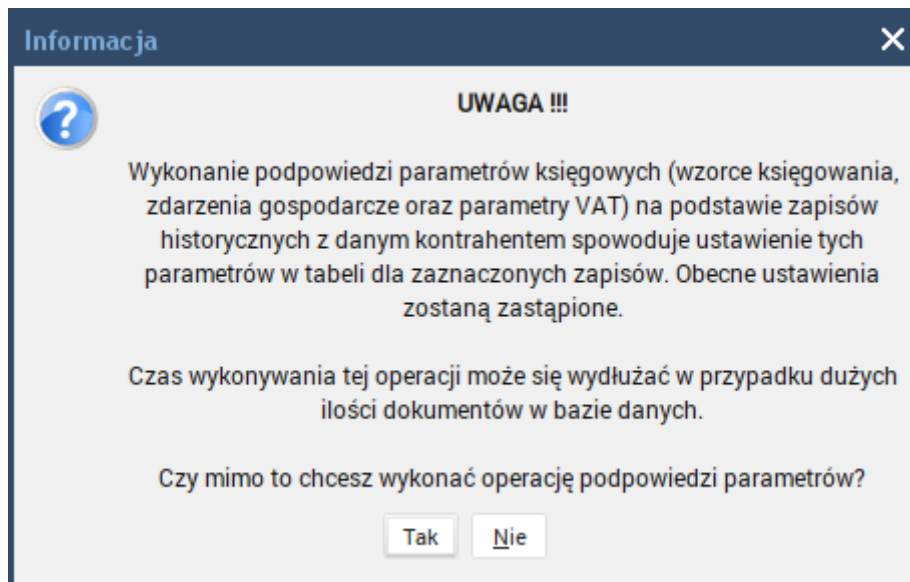 Informacja
UWAGA !!!
Wykonanie podpowiedzi parametrów księgowych (wzorce księgowania,
zdarzenia gospodarcze oraz parametry VAT) na podstawie zapisów
historycznych z danym kontrahentem spowoduje ustawienie tych
parametrów w tabeli dla zaznaczonych zapisów. Obecne ustawienia
zostaną zastąpione.
Czas wykonywania tej operacji może się wydłużać w przypadku dużych
ilości dokumentów w bazie danych.
Czy mimo to chcesz wykonać operację podpowiedzi parametrów?
Tak Nie